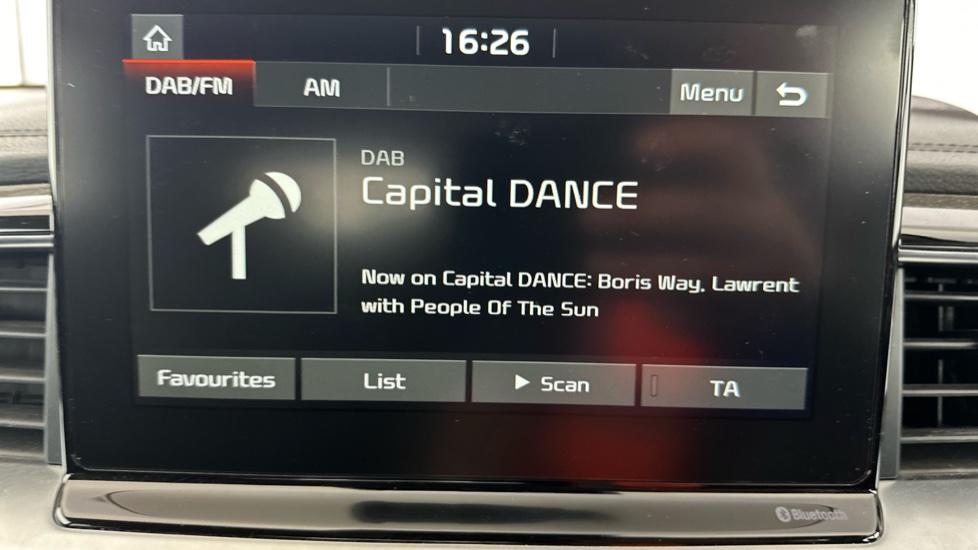 16:26
DAB/FM AM Menu
DAB
Capital DANCE
Now on Capital DANCE: Boris Way, Lawrent
with People Of The Sun
Favourites List Scan TA
Bluetooth